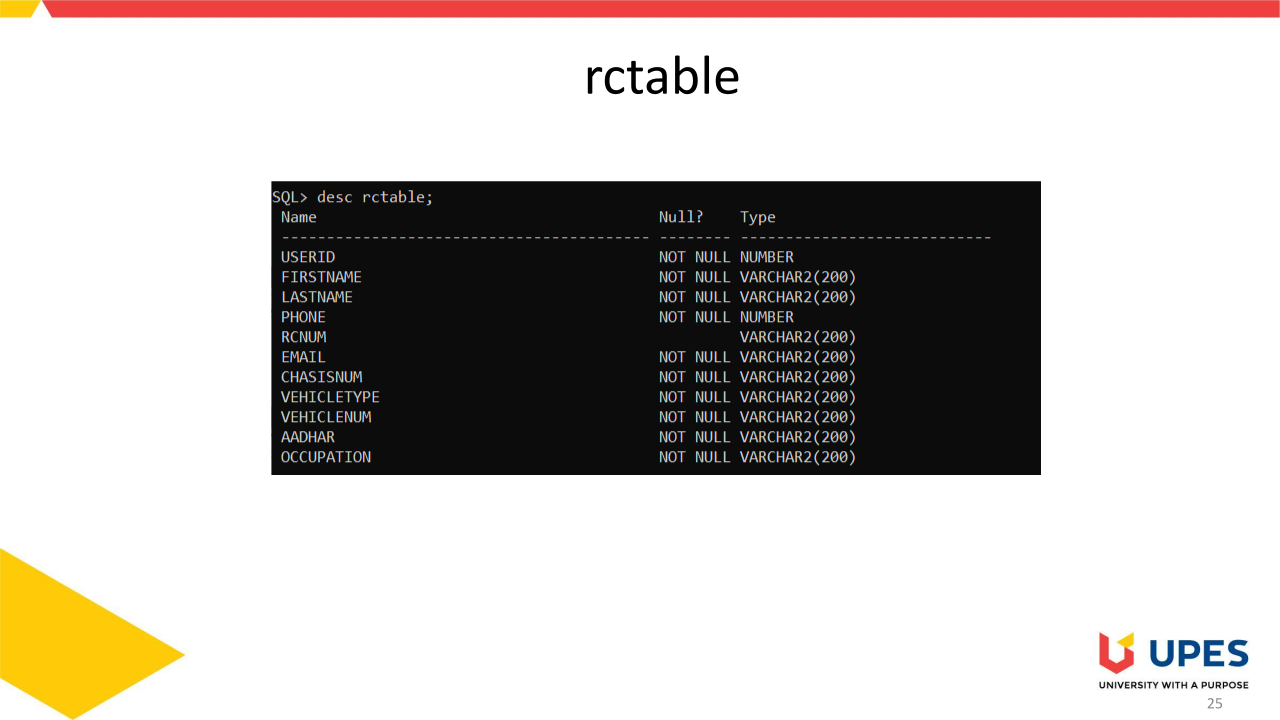 rctable
SQL> desc rctable;
Name Null? Type
----------------------------------------- -------- ----------------------------
USERID NOT NULL NUMBER
FIRSTNAME NOT NULL VARCHAR2(200)
LASTNAME NOT NULL VARCHAR2(200)
PHONE NOT NULL NUMBER
RCNUM VARCHAR2(200)
EMAIL NOT NULL VARCHAR2(200)
CHASISNUM NOT NULL VARCHAR2(200)
VEHICLETYPE NOT NULL VARCHAR2(200)
VEHICLENUM NOT NULL VARCHAR2(200)
AADHAR NOT NULL VARCHAR2(200)
OCCUPATION NOT NULL VARCHAR2(200)
UPES
UNIVERSITY WITH A PURPOSE
25